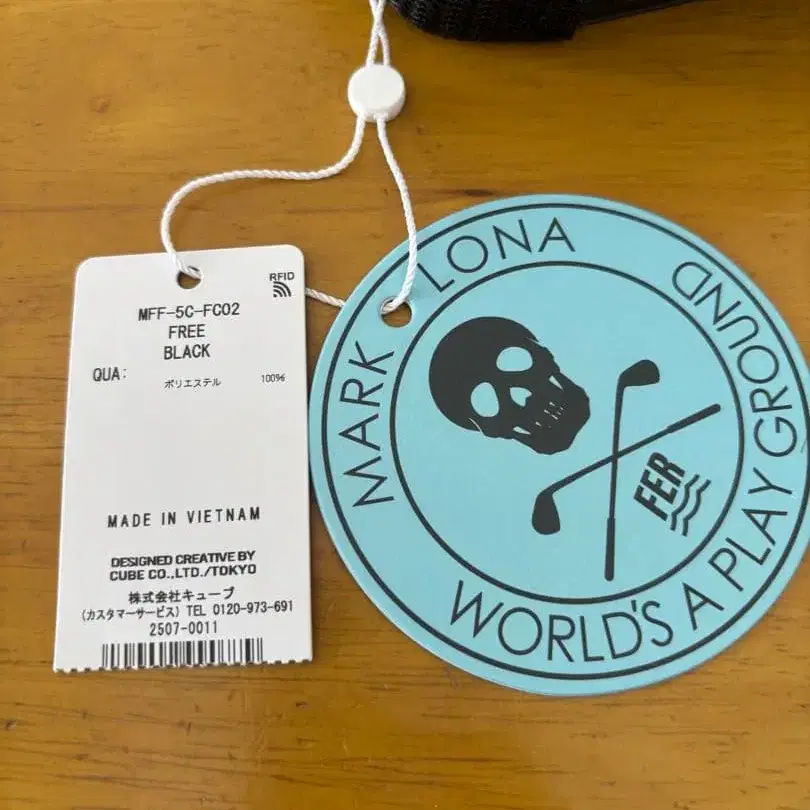 RFID
MFF-5C-FC02
FREE
BLACK
QUA:
ポリエステル 100%
MADE IN VIETNAM
DESIGNED CREATIVE BY
CUBE CO.,LTD./TOKYO
株式会社キューブ
(カスタマーサービス) TEL 0120-973-691
2507-0011
MARK LONA
WORLD'S A PLAY GROUND
FER